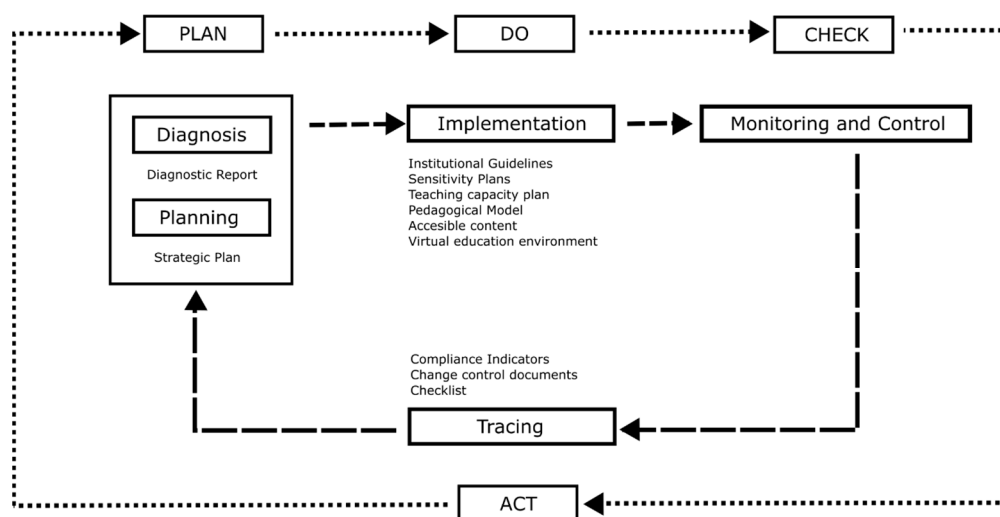 PLAN
DO
CHECK
Diagnosis
Diagnostic Report
Planning
Strategic Plan
Implementation
Institutional Guidelines
Sensitivity Plans
Teaching capacity plan
Pedagogical Model
Accesible content
Virtual education environment
Monitoring and Control
Compliance Indicators
Change control documents
Checklist
Tracing
ACT